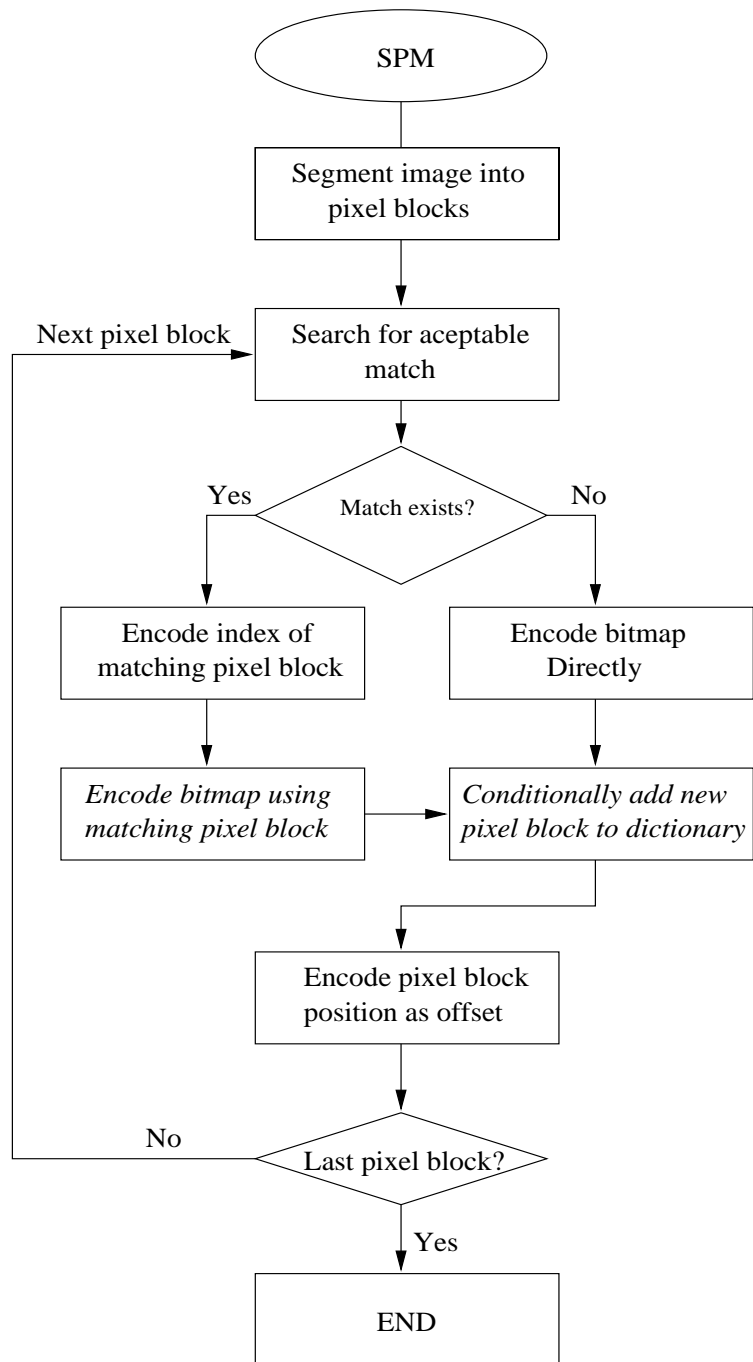 SPM
Segment image into
pixel blocks
Next pixel block
Search for aceptable
match
Yes
No
Match exists?
Encode index of
matching pixel block
Encode bitmap
Directly
Encode bitmap using
matching pixel block
Conditionally add new
pixel block to dictionary
Encode pixel block
position as offset
No
Last pixel block?
Yes
END